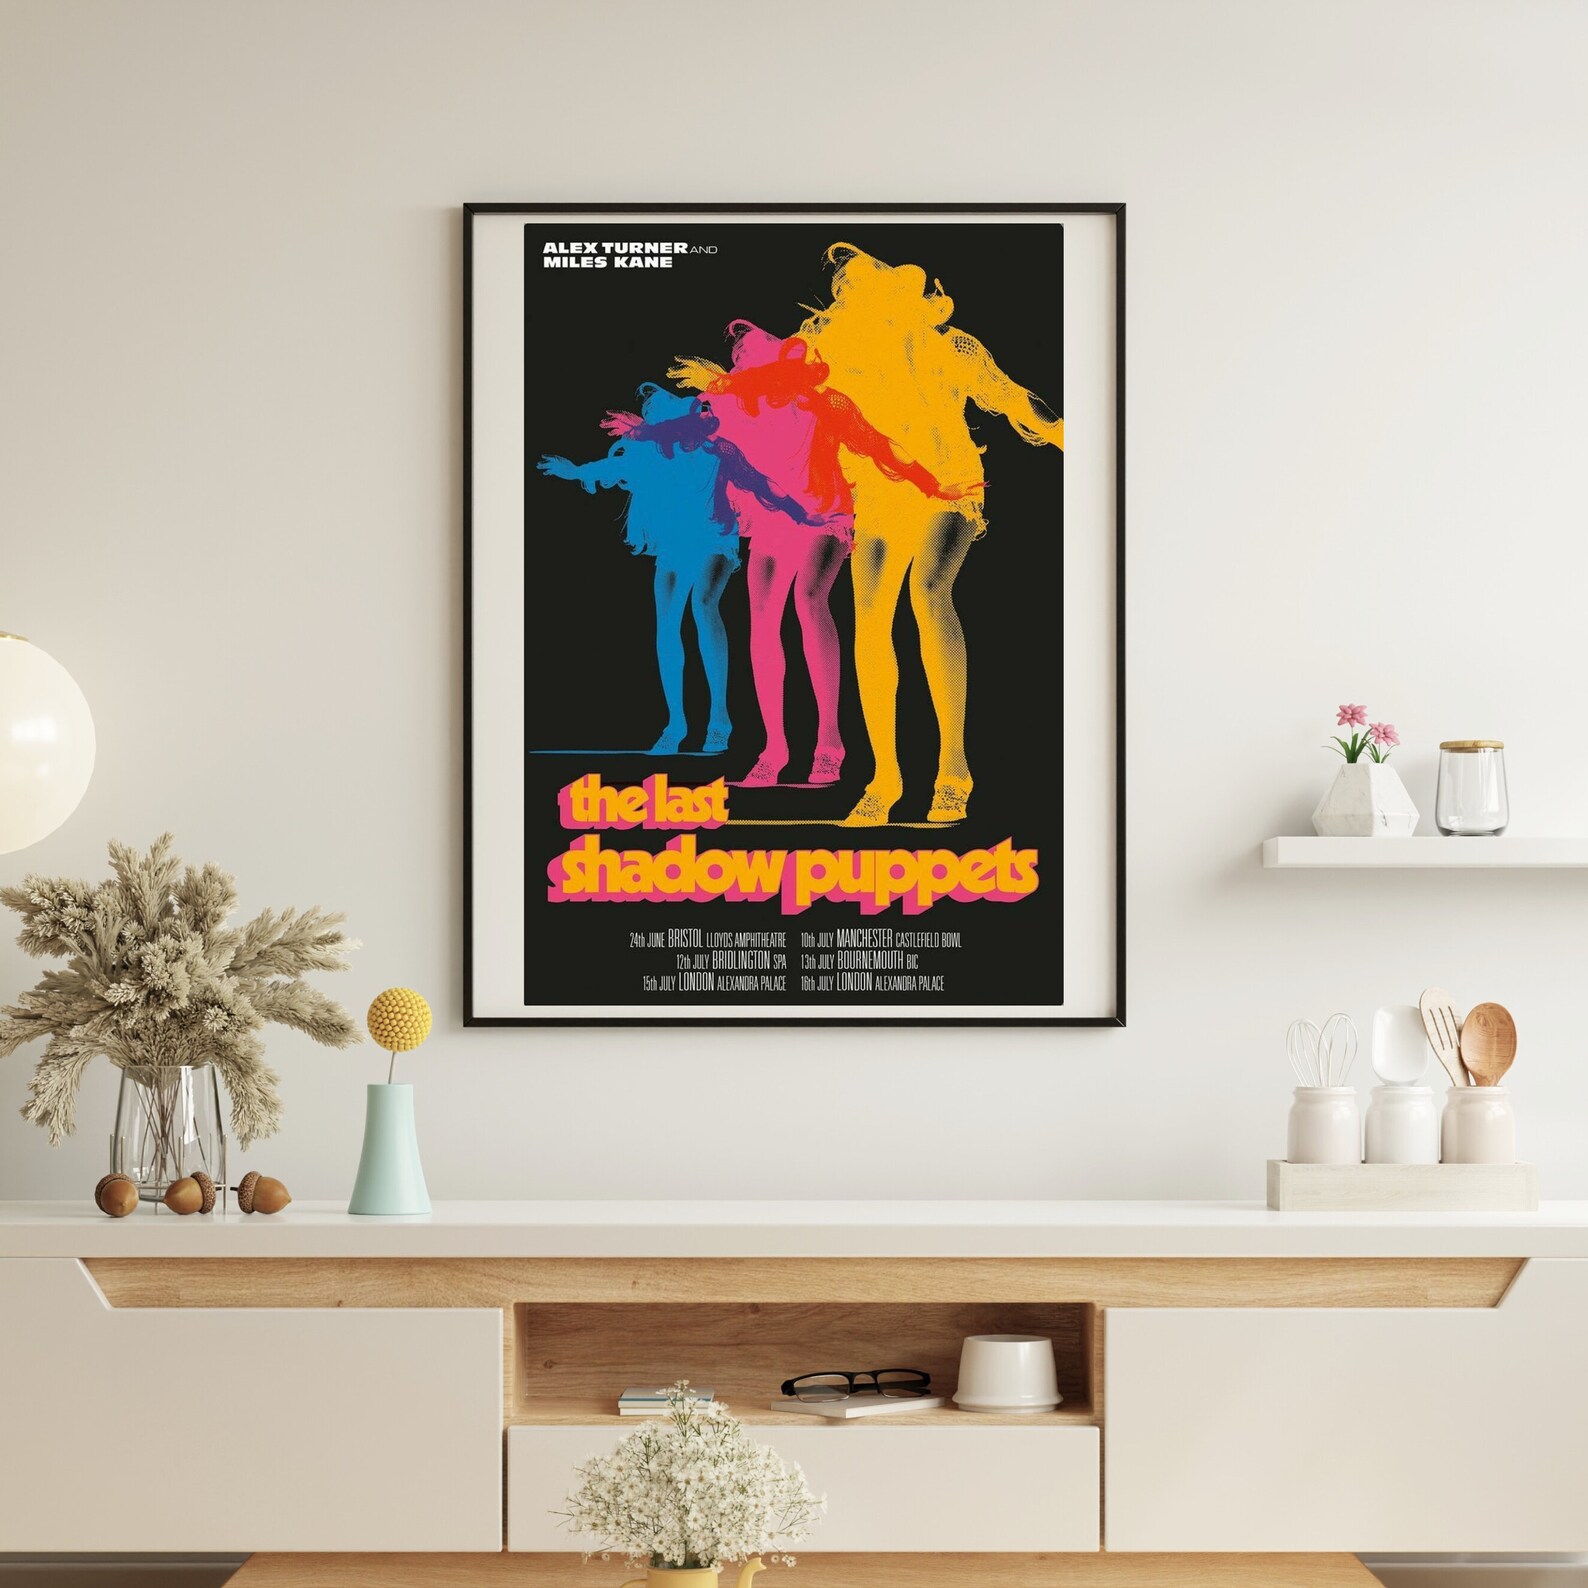 ALEX TURNER AND
MILES KANE
the last
shadow puppets
24th JUNE BRISTOL LLOYDS AMPHITHEATRE 10th JULY MANCHESTER CASTLEFIELD BOWL
12th JULY BRIDLINGTON SPA 13th JULY BOURNEMOUTH BIC
15th JULY LONDON ALEXANDRA PALACE 16th JULY LONDON ALEXANDRA PALACE